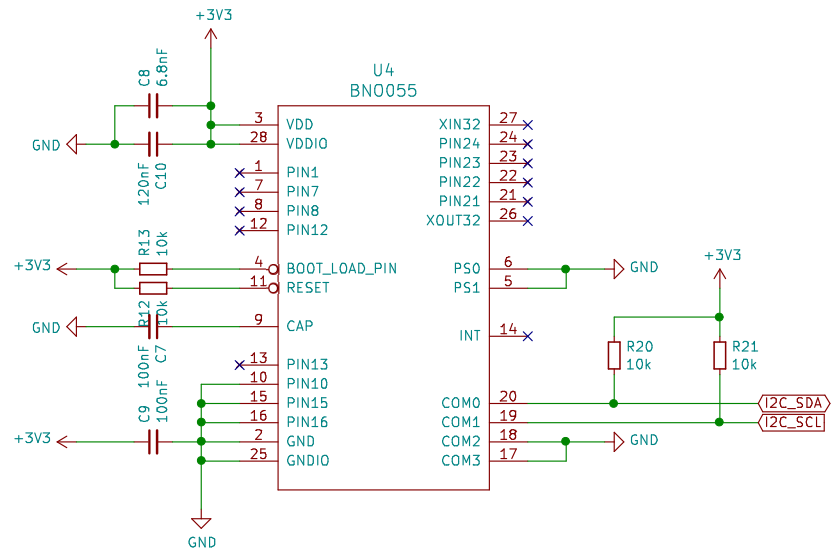 +3V3
C8
6.8nF
GND
120nF
C10
U4
BNO055
3
VDD
28
VDDIO
1
PIN1
7
PIN7
8
PIN8
12
PIN12
4
BOOT_LOAD_PIN
11
RESET
9
CAP
13
PIN13
10
PIN10
15
PIN15
16
PIN16
2
GND
25
GNDIO
XIN32
27
PIN24
24
PIN23
23
PIN22
22
PIN21
21
XOUT32
26
PS0
6
PS1
5
INT
14
COM0
20
COM1
19
COM2
18
COM3
17
R13
10k
+3V3
R12
10k
GND
100nF
C7
C9
100nF
+3V3
GND
GND
+3V3
R20
10k
R21
10k
I2C_SDA
I2C_SCL
GND